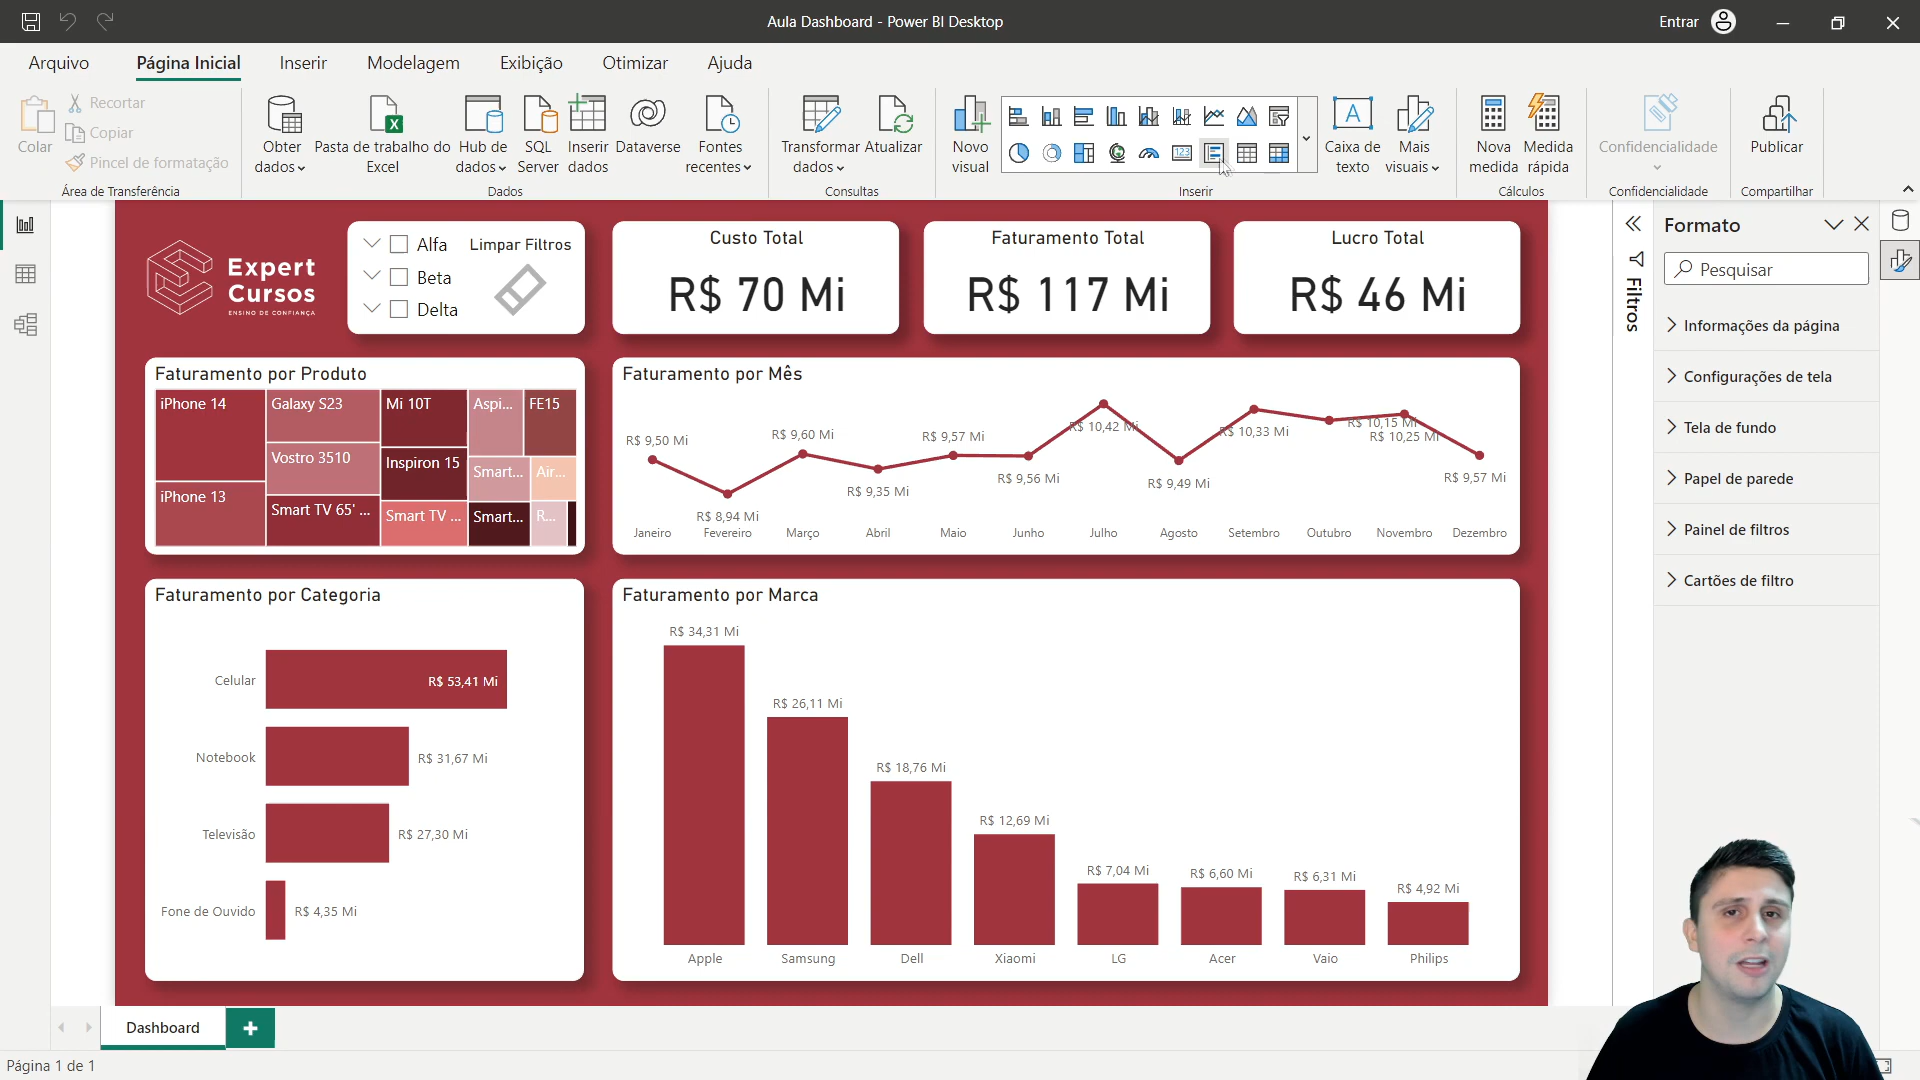 Aula Dashboard - Power BI Desktop
Entrar
Arquivo
Página Inicial
Inserir
Modelagem
Exibição
Otimizar
Ajuda
Colar
Recortar
Copiar
Pincel de formatação
Área de Transferência
Obter dados
Pasta de trabalho do Excel
Hub de dados
SQL Server
Inserir dados
Dataverse
Fontes recentes
Dados
Transformar dados
Atualizar
Consultas
Novo visual
123
Inserir
A
Caixa de texto
Mais visuais
Nova medida
Medida rápida
Cálculos
Confidencialidade
Confidencialidade
Publicar
Compartilhar
Expert
Cursos
ENSINO DE CONFIANÇA
Alfa
Beta
Delta
Limpar Filtros
Custo Total
R$ 70 Mi
Faturamento Total
R$ 117 Mi
Lucro Total
R$ 46 Mi
Faturamento por Produto
iPhone 14
iPhone 13
Galaxy S23
Vostro 3510
Smart TV 65' ...
Mi 10T
Inspiron 15
Smart TV ...
Aspi...
FE15
Smart...
Air...
Smart...
R...
Faturamento por Mês
R$ 9,50 Mi
R$ 8,94 Mi
R$ 9,60 Mi
R$ 9,35 Mi
R$ 9,57 Mi
R$ 9,56 Mi
R$ 10,42 Mi
R$ 9,49 Mi
R$ 10,33 Mi
R$ 10,15 Mi
R$ 10,25 Mi
R$ 9,57 Mi
Janeiro
Fevereiro
Março
Abril
Maio
Junho
Julho
Agosto
Setembro
Outubro
Novembro
Dezembro
Faturamento por Categoria
Celular
R$ 53,41 Mi
Notebook
R$ 31,67 Mi
Televisão
R$ 27,30 Mi
Fone de Ouvido
R$ 4,35 Mi
Faturamento por Marca
R$ 34,31 Mi
R$ 26,11 Mi
R$ 18,76 Mi
R$ 12,69 Mi
R$ 7,04 Mi
R$ 6,60 Mi
R$ 6,31 Mi
R$ 4,92 Mi
Apple
Samsung
Dell
Xiaomi
LG
Acer
Vaio
Philips
Filtros
Formato
Pesquisar
Informações da página
Configurações de tela
Tela de fundo
Papel de parede
Painel de filtros
Cartões de filtro
Dashboard
Página 1 de 1